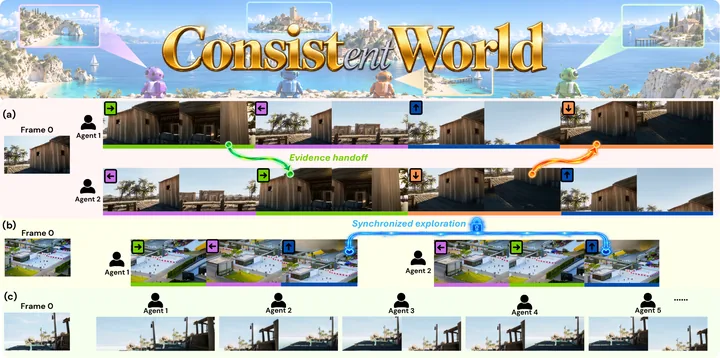 ConsistentWorld
(a)
Frame 0
Agent 1
Evidence handoff
Agent 2
(b)
Frame 0
Synchronized exploration
Agent 1
Agent 2
(c)
Frame 0
Agent 1
Agent 2
Agent 3
Agent 4
Agent 5
......